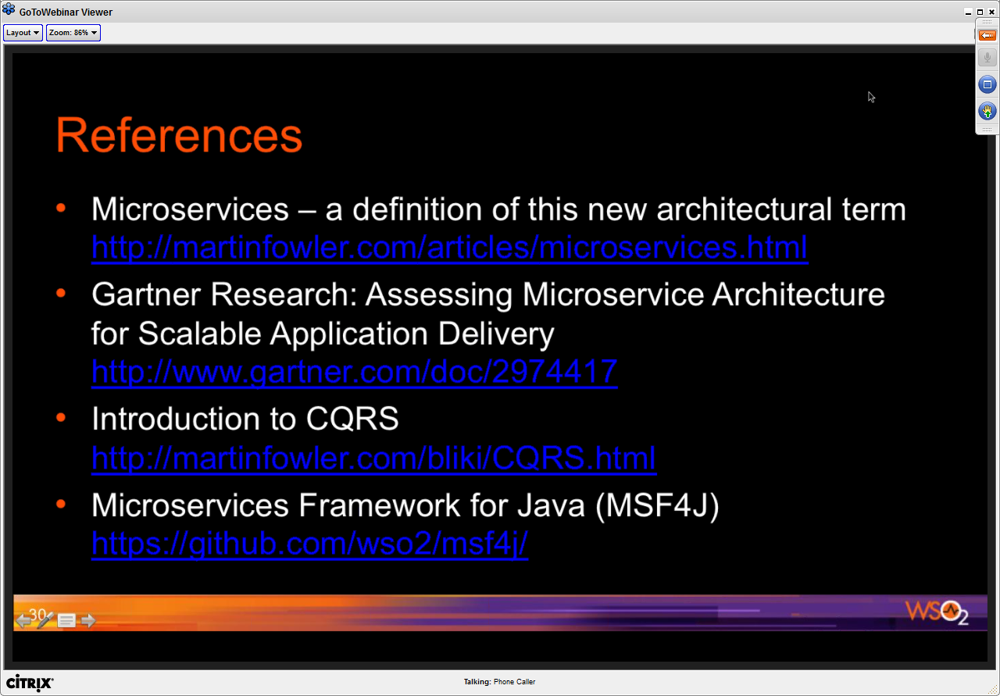 GoToWebinar Viewer
Layout
Zoom: 86%
References
• Microservices – a definition of this new architectural term
http://martinfowler.com/articles/microservices.html
• Gartner Research: Assessing Microservice Architecture
for Scalable Application Delivery
http://www.gartner.com/doc/2974417
• Introduction to CQRS
http://martinfowler.com/bliki/CQRS.html
• Microservices Framework for Java (MSF4J)
https://github.com/wso2/msf4j/
30
WSO2
CITRIX
Talking: Phone Caller